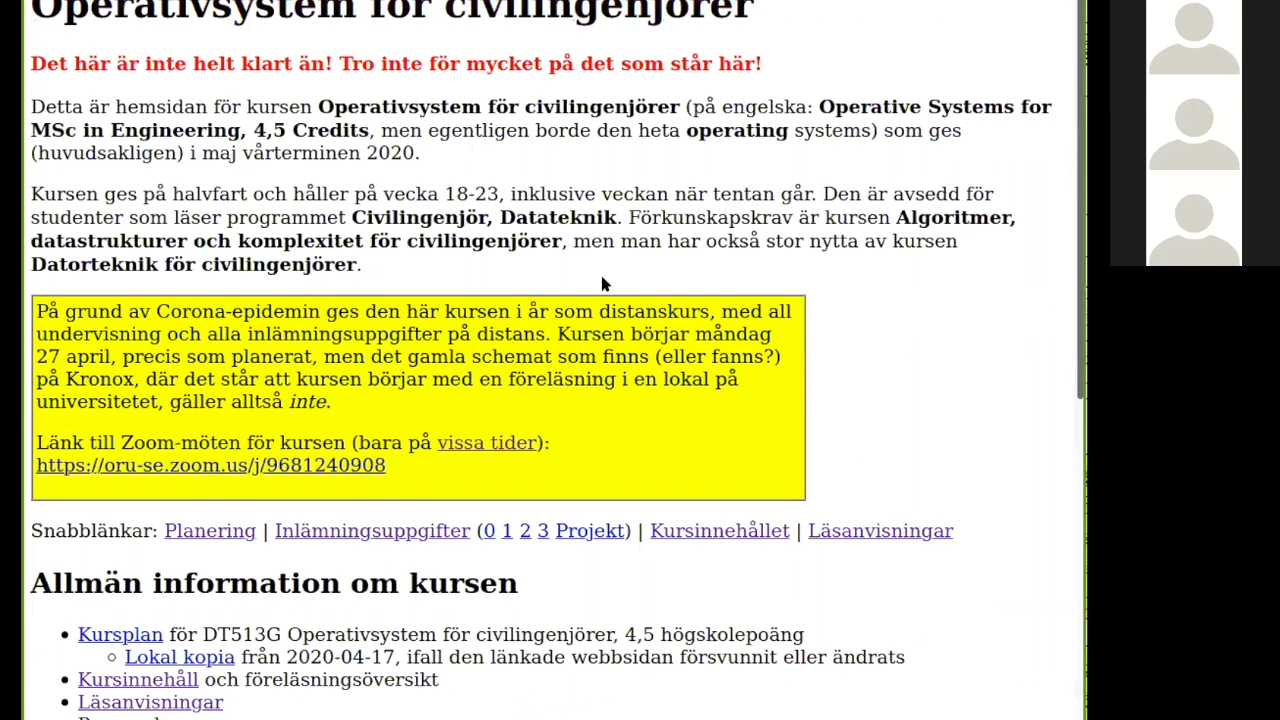 Operativsystem för civilingenjörer
Det här är inte helt klart än! Tro inte för mycket på det som står här!
Detta är hemsidan för kursen Operativsystem för civilingenjörer (på engelska: Operative Systems for
MSc in Engineering, 4,5 Credits, men egentligen borde den heta operating systems) som ges
(huvudsakligen) i maj vårterminen 2020.
Kursen ges på halvfart och håller på vecka 18-23, inklusive veckan när tentan går. Den är avsedd för
studenter som läser programmet Civilingenjör, Datateknik. Förkunskapskrav är kursen Algoritmer,
datastrukturer och komplexitet för civilingenjörer, men man har också stor nytta av kursen
Datorteknik för civilingenjörer.
På grund av Corona-epidemin ges den här kursen i år som distanskurs, med all
undervisning och alla inlämningsuppgifter på distans. Kursen börjar måndag
27 april, precis som planerat, men det gamla schemat som finns (eller fanns?)
på Kronox, där det står att kursen börjar med en föreläsning i en lokal på
universitetet, gäller alltså inte.
Länk till Zoom-möten för kursen (bara på vissa tider):
https://oru-se.zoom.us/j/9681240908
Snabblänkar: Planering | Inlämningsuppgifter (0 1 2 3 Projekt) | Kursinnehållet | Läsanvisningar
Allmän information om kursen
• Kursplan för DT513G Operativsystem för civilingenjörer, 4,5 högskolepoäng
◦ Lokal kopia från 2020-04-17, ifall den länkade webbsidan försvunnit eller ändrats
• Kursinnehåll och föreläsningsöversikt
• Läsanvisningar